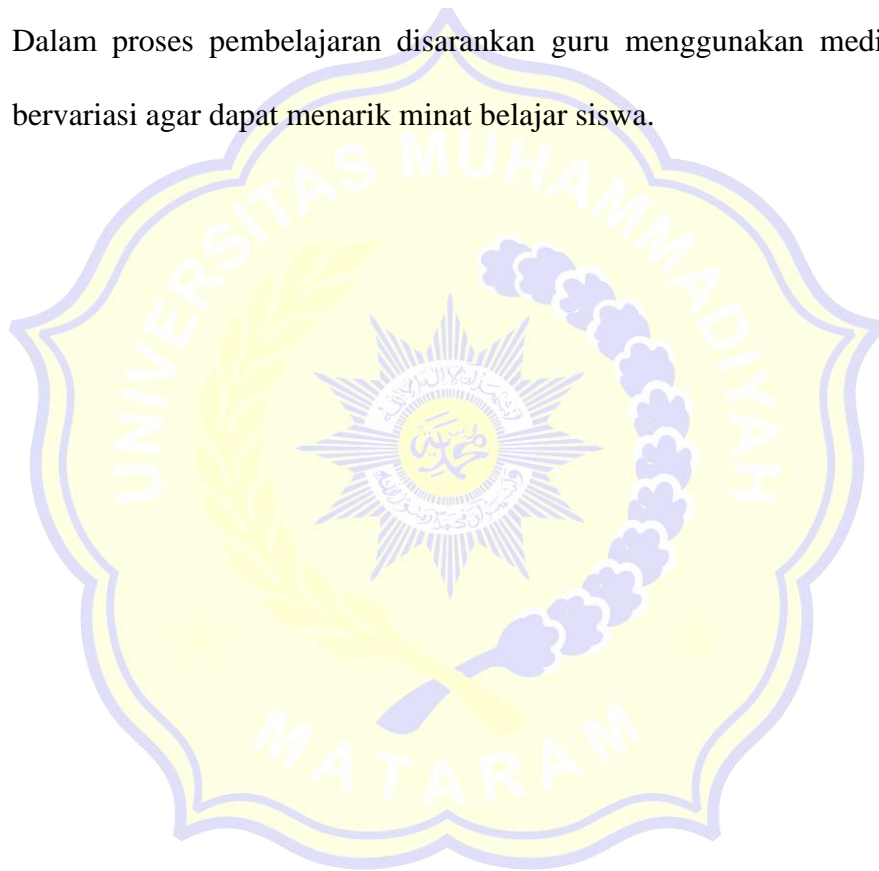 Dalam proses pembelajaran disarankan guru menggunakan medi
bervariasi agar dapat menarik minat belajar siswa.
UNIVERSITAS MUHAMMADIYAH
MATARAM